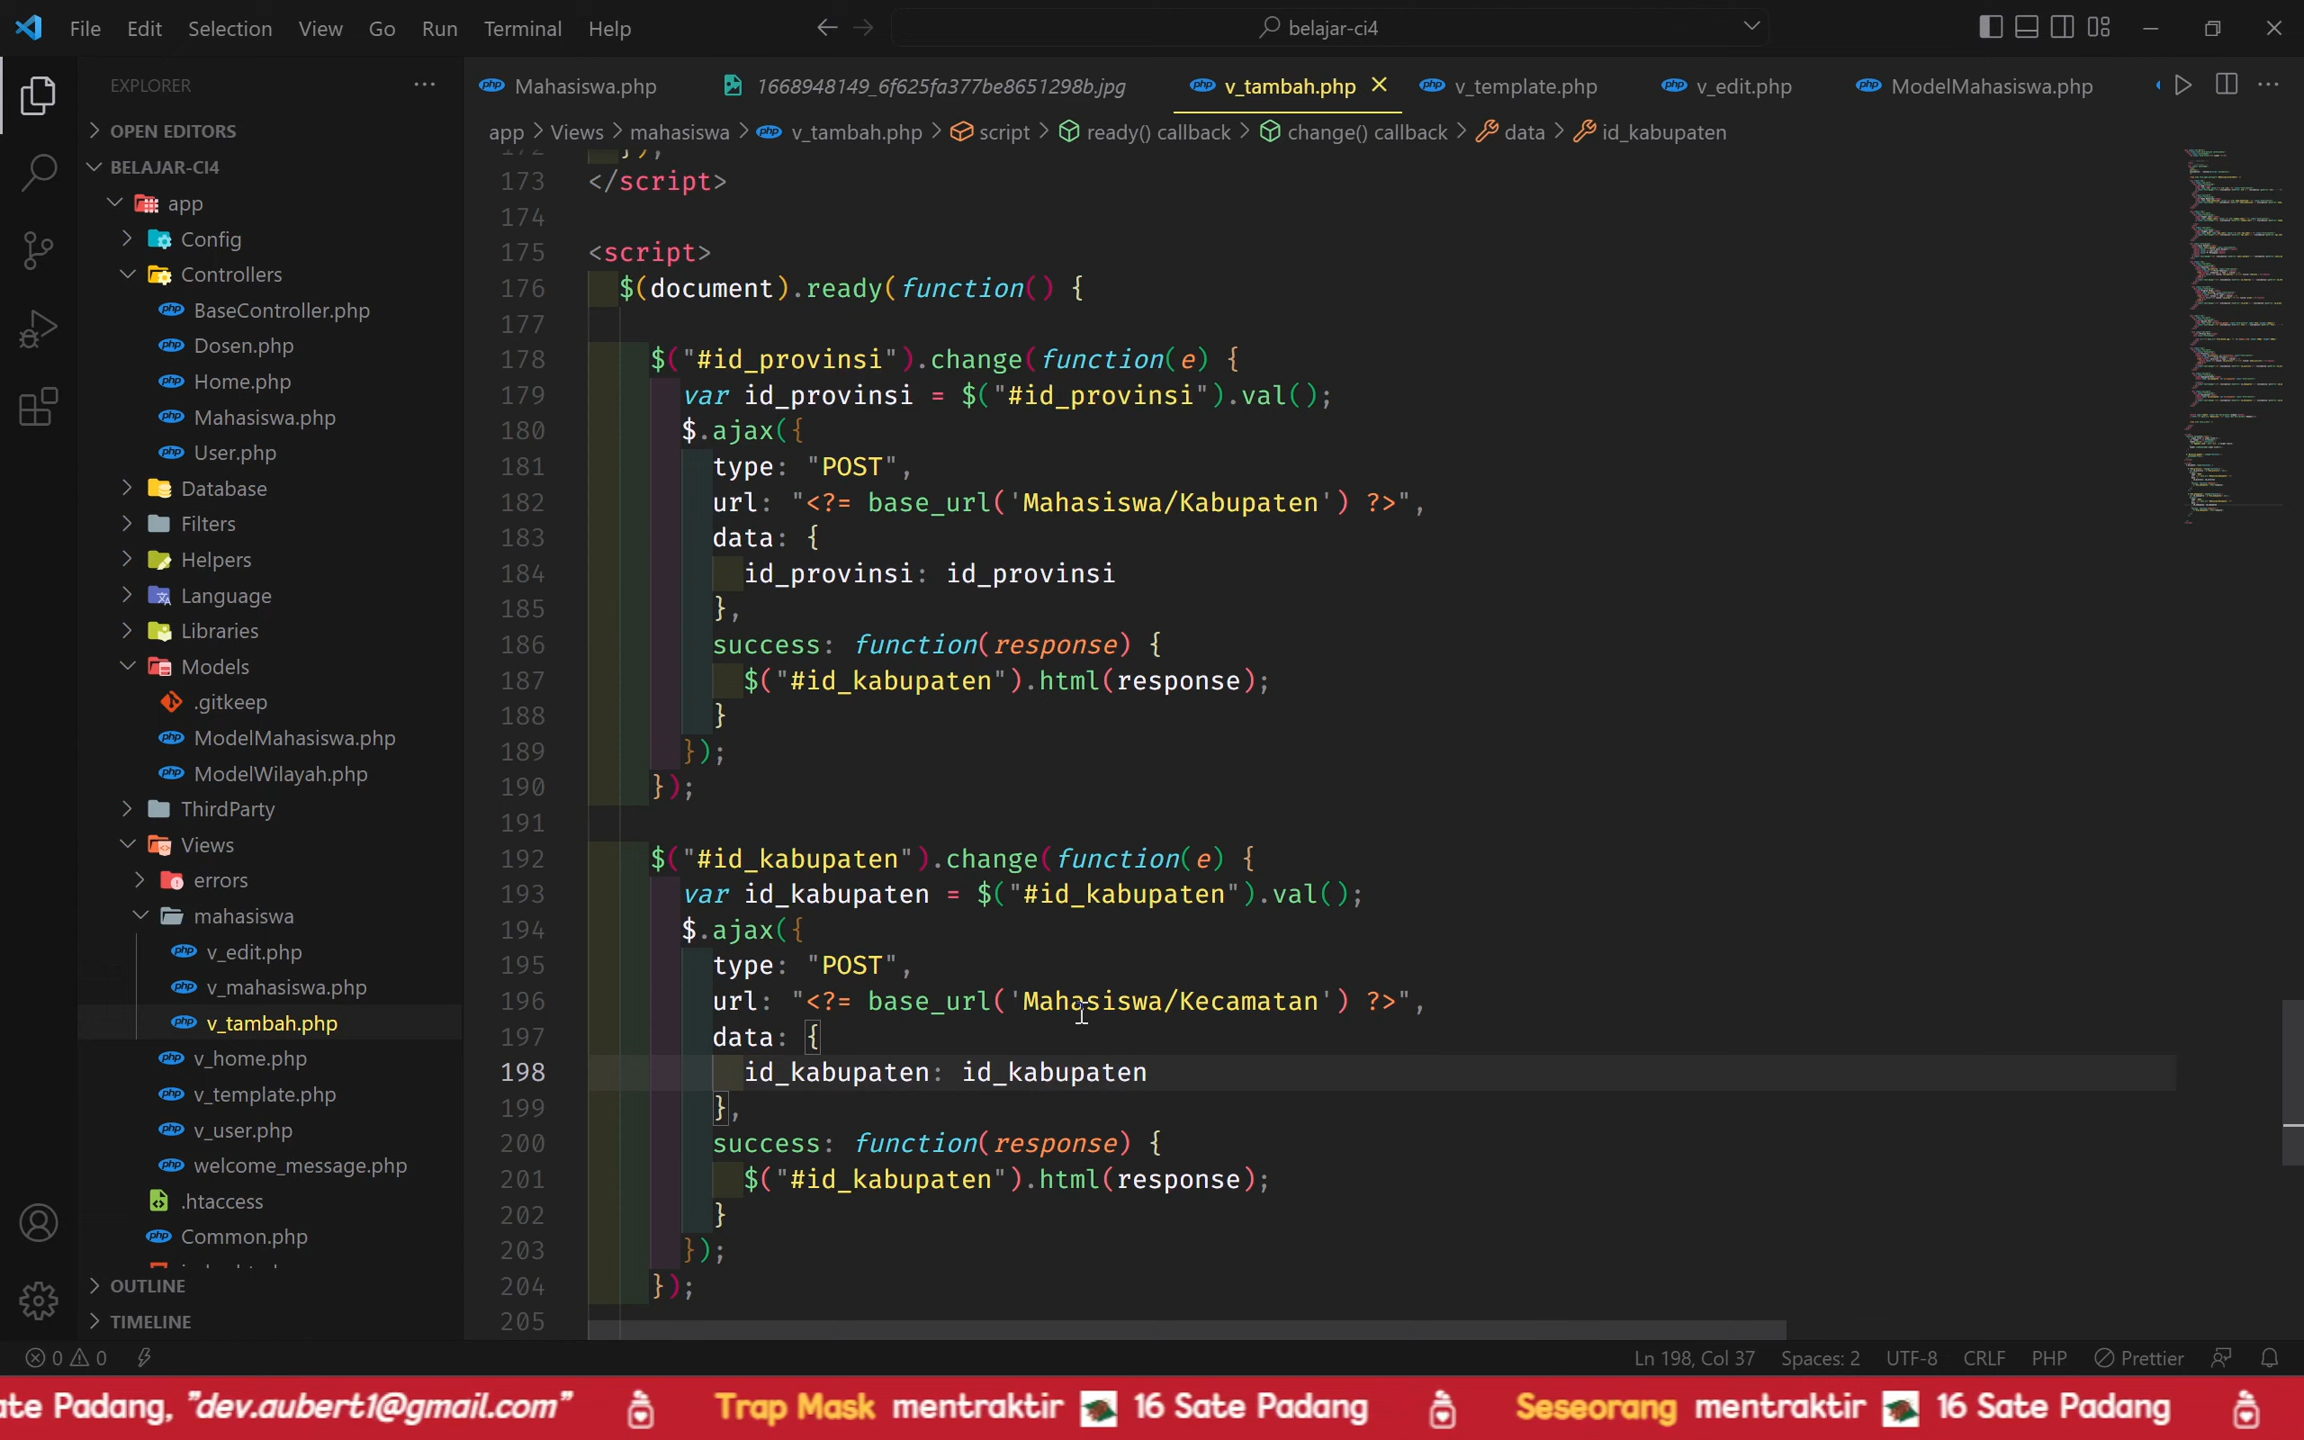 File Edit Selection View Go Run Terminal Help
belajar-ci4
EXPLORER
OPEN EDITORS
BELAJAR-CI4
app
Config
Controllers
BaseController.php
Dosen.php
Home.php
Mahasiswa.php
User.php
Database
Filters
Helpers
Language
Libraries
Models
.gitkeep
ModelMahasiswa.php
ModelWilayah.php
ThirdParty
Views
errors
mahasiswa
v_edit.php
v_mahasiswa.php
v_tambah.php
v_home.php
v_template.php
v_user.php
welcome_message.php
.htaccess
Common.php
OUTLINE
TIMELINE
Mahasiswa.php 1668948149_6f625fa377be8651298b.jpg v_tambah.php v_template.php v_edit.php ModelMahasiswa.php
app > Views > mahasiswa > v_tambah.php > script > ready() callback > change() callback > data > id_kabupaten
172 });
173 </script>
174
175 <script>
176 $(document).ready(function() {
177
178 $("#id_provinsi").change(function(e) {
179 var id_provinsi = $("#id_provinsi").val();
180 $.ajax({
181 type: "POST",
182 url: "<?= base_url('Mahasiswa/Kabupaten') ?>",
183 data: {
184 id_provinsi: id_provinsi
185 },
186 success: function(response) {
187 $("#id_kabupaten").html(response);
188 }
189 });
190 });
191
192 $("#id_kabupaten").change(function(e) {
193 var id_kabupaten = $("#id_kabupaten").val();
194 $.ajax({
195 type: "POST",
196 url: "<?= base_url('Mahasiswa/Kecamatan') ?>",
197 data: {
198 id_kabupaten: id_kabupaten
199 },
200 success: function(response) {
201 $("#id_kabupaten").html(response);
202 }
203 });
204 });
205
0 0
Ln 198, Col 37 Spaces: 2 UTF-8 CRLF PHP Prettier
ate Padang, "dev.aubert1@gmail.com" Trap Mask mentraktir 16 Sate Padang Seseorang mentraktir 16 Sate Padang